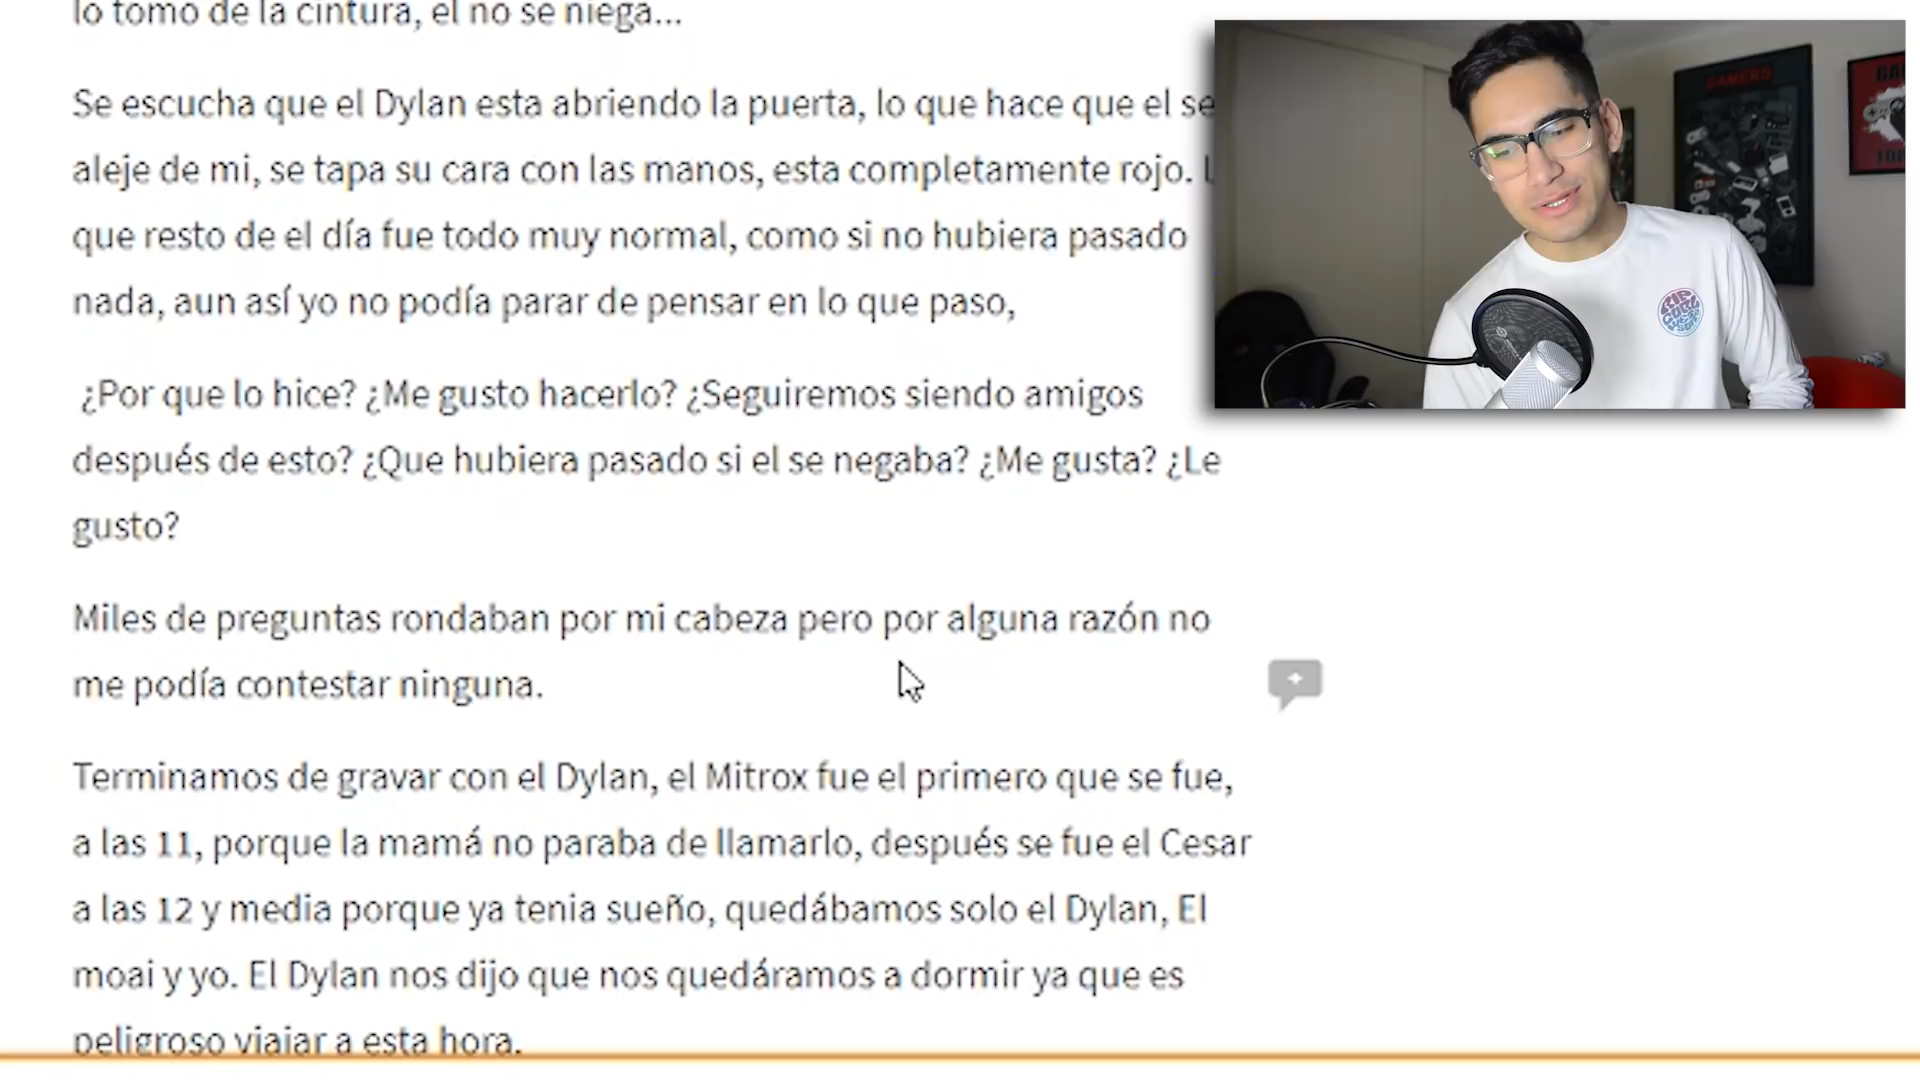 lo tomo de la cintura, el no se niega...
Se escucha que el Dylan esta abriendo la puerta, lo que hace que el se
aleje de mi, se tapa su cara con las manos, esta completamente rojo.
que resto de el día fue todo muy normal, como si no hubiera pasado
nada, aun así yo no podía parar de pensar en lo que paso,
¿Por que lo hice? ¿Me gusto hacerlo? ¿Seguiremos siendo amigos
después de esto? ¿Que hubiera pasado si el se negaba? ¿Me gusta? ¿Le
gusto?
Miles de preguntas rondaban por mi cabeza pero por alguna razón no
me podía contestar ninguna.
Terminamos de gravar con el Dylan, el Mitrox fue el primero que se fue,
a las 11, porque la mamá no paraba de llamarlo, después se fue el Cesar
a las 12 y media porque ya tenia sueño, quedábamos solo el Dylan, El
moai y yo. El Dylan nos dijo que nos quedáramos a dormir ya que es
peligroso viajar a esta hora.
GAMERS
RIP CURL